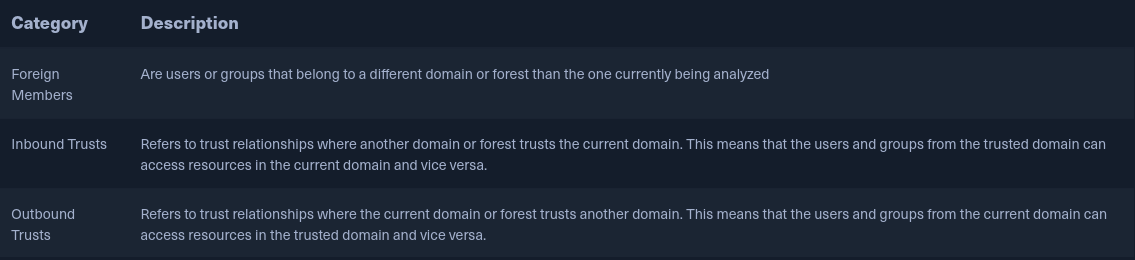 Category Description
Foreign Members Are users or groups that belong to a different domain or forest than the one currently being analyzed
Inbound Trusts Refers to trust relationships where another domain or forest trusts the current domain. This means that the users and groups from the trusted domain can
access resources in the current domain and vice versa.
Outbound Trusts Refers to trust relationships where the current domain or forest trusts another domain. This means that the users and groups from the current domain can
access resources in the trusted domain and vice versa.